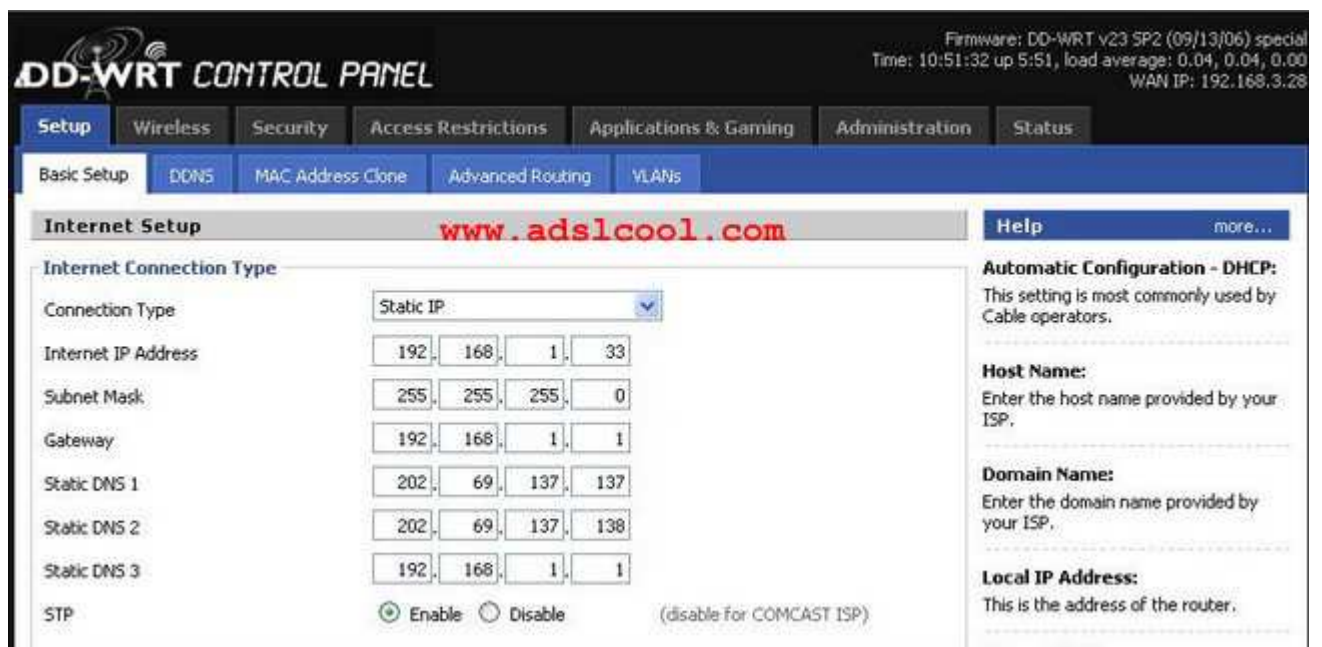 DD-WRT CONTROL PANEL
Firmware: DD-WRT v23 SP2 (09/13/06) special
Time: 10:51:32 up 5:51, load average: 0.04, 0.04, 0.00
WAN IP: 192.168.3.28
Setup Wireless Security Access Restrictions Applications & Gaming Administration Status
Basic Setup DDNS MAC Address Clone Advanced Routing VLANs
Internet Setup
www.adslcool.com
Internet Connection Type
Connection Type Static IP
Internet IP Address 192. 168. 1. 33
Subnet Mask 255. 255. 255. 0
Gateway 192. 168. 1. 1
Static DNS 1 202. 69. 137. 137
Static DNS 2 202. 69. 137. 138
Static DNS 3 192. 168. 1. 1
STP Enable Disable (disable for COMCAST ISP)
Help more...
Automatic Configuration - DHCP:
This setting is most commonly used by
Cable operators.
Host Name:
Enter the host name provided by your
ISP.
Domain Name:
Enter the domain name provided by
your ISP.
Local IP Address:
This is the address of the router.